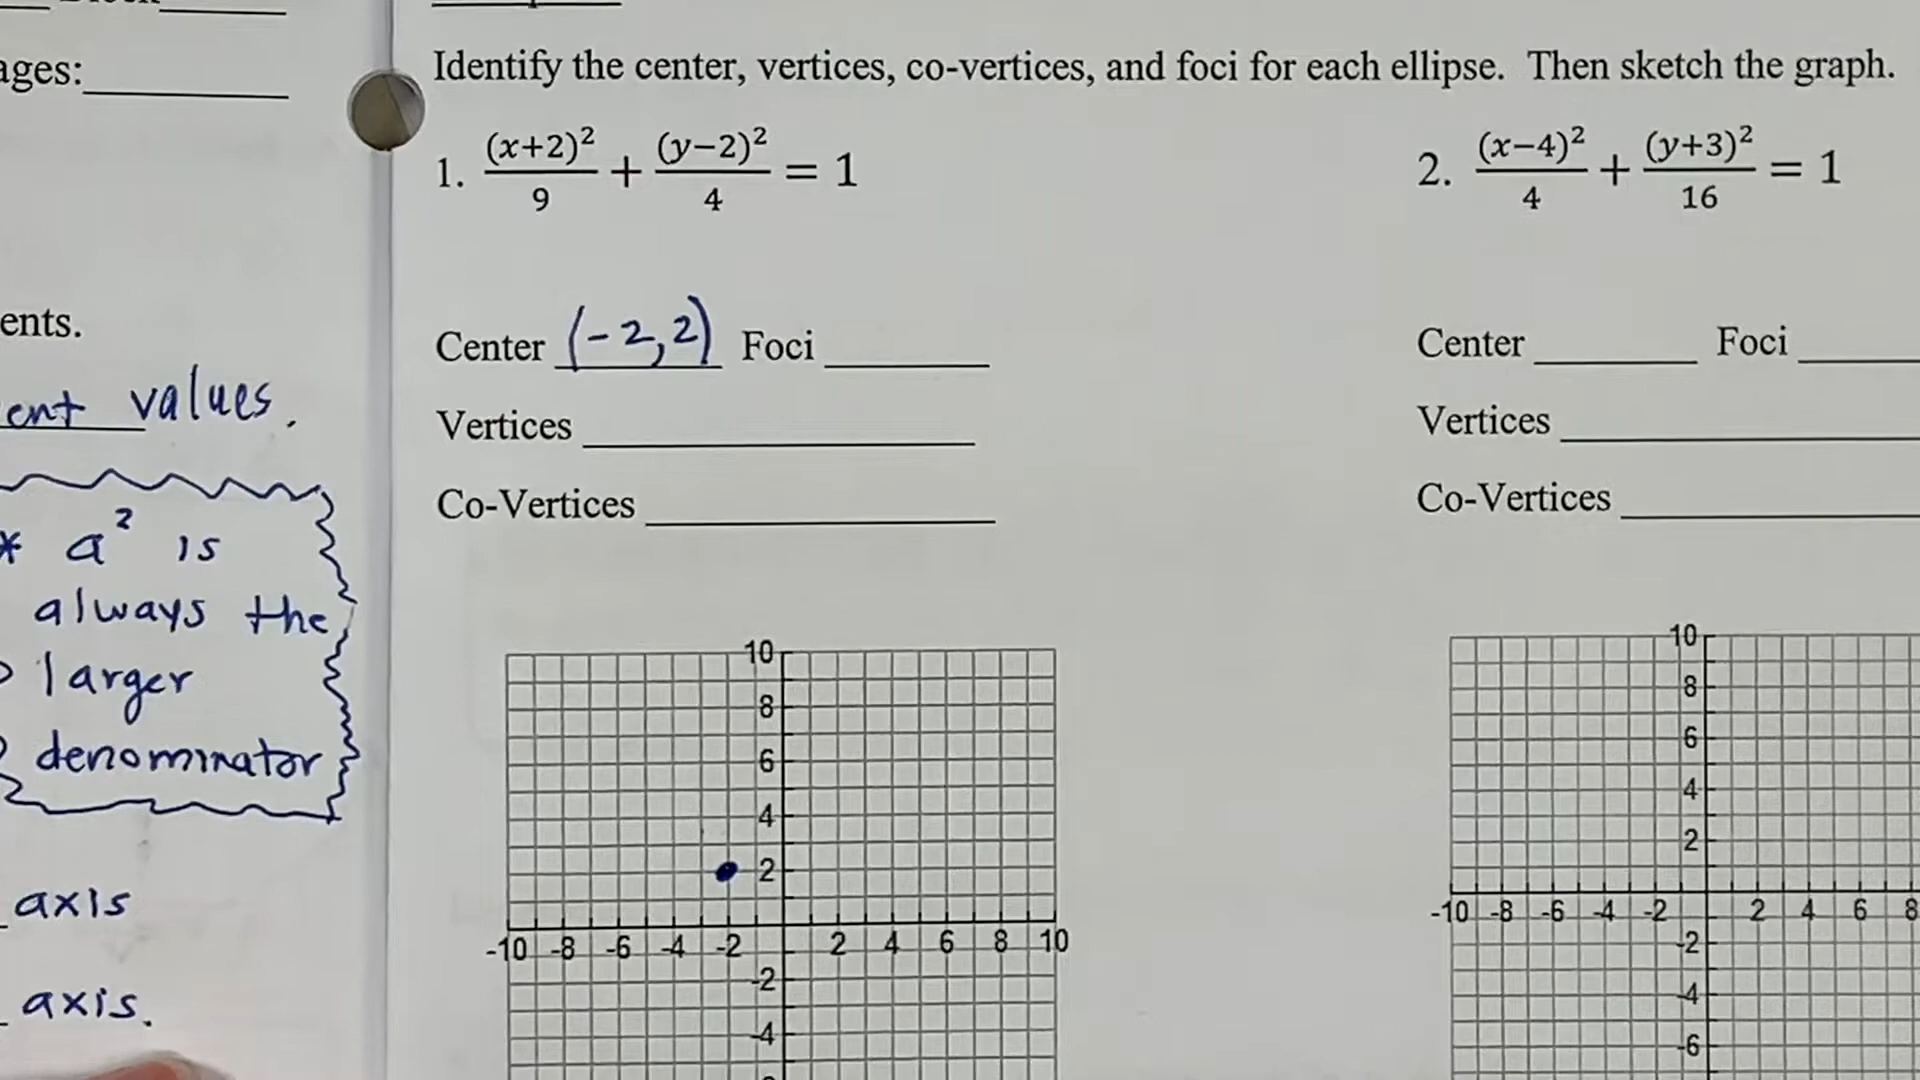 ages:
ents.
ent values.
* a² is
always the
larger
denominator
axis
axis.
Identify the center, vertices, co-vertices, and foci for each ellipse. Then sketch the graph.
1. (x+2)²/9 + (y−2)²/4 = 1
Center (-2,2) Foci
Vertices
Co-Vertices
10
8
6
4
2
-10 -8 -6 -4 -2 2 4 6 8 10
-2
-4
2. (x−4)²/4 + (y+3)²/16 = 1
Center Foci
Vertices
Co-Vertices
10
8
6
4
2
-10 -8 -6 -4 -2 2 4 6 8
-2
-4
-6